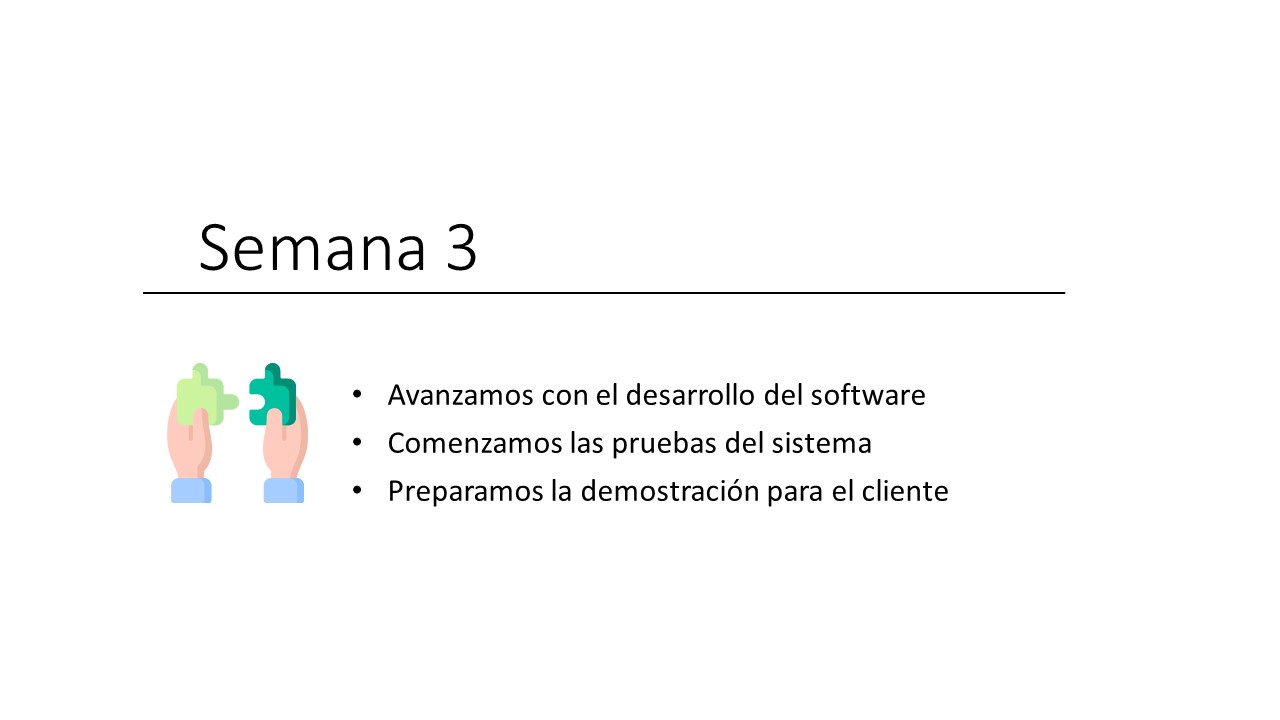 Semana 3
• Avanzamos con el desarrollo del software
• Comenzamos las pruebas del sistema
• Preparamos la demostración para el cliente